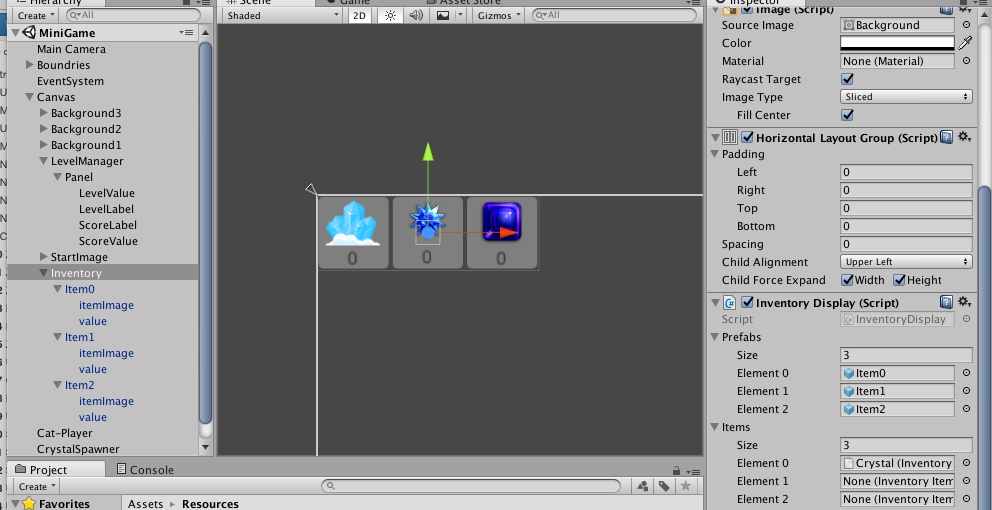 Hierarchy
Create
All
MiniGame
Main Camera
Boundries
EventSystem
Canvas
Background3
Background2
Background1
LevelManager
Panel
LevelValue
LevelLabel
ScoreLabel
ScoreValue
StartImage
Inventory
Item0
itemImage
value
Item1
itemImage
value
Item2
itemImage
value
Cat-Player
CrystalSpawner
Scene
Game
Asset Store
Shaded
2D
Gizmos
All
0
0
0
Inspector
Image (Script)
Source Image
Background
Color
Material
None (Material)
Raycast Target
Image Type
Sliced
Fill Center
Horizontal Layout Group (Script)
Padding
Left
0
Right
0
Top
0
Bottom
0
Spacing
0
Child Alignment
Upper Left
Child Force Expand
Width
Height
Inventory Display (Script)
Script
InventoryDisplay
Prefabs
Size
3
Element 0
Item0
Element 1
Item1
Element 2
Item2
Items
Size
3
Element 0
Crystal (Inventory
Element 1
None (Inventory Item
Element 2
None (Inventory Item
Project
Console
Create
Favorites
Assets
Resources